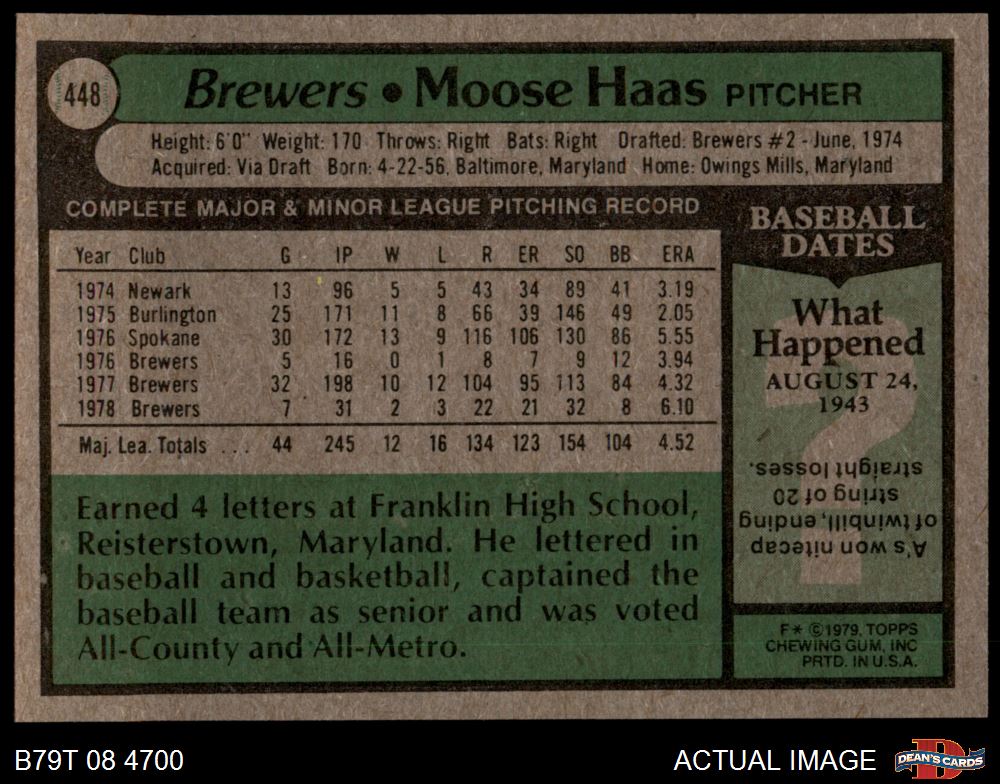 448
Brewers • Moose Haas PITCHER
Height: 6'0" Weight: 170 Throws: Right Bats: Right Drafted: Brewers #2 - June, 1974
Acquired: Via Draft Born: 4-22-56, Baltimore, Maryland Home: Owings Mills, Maryland
COMPLETE MAJOR & MINOR LEAGUE PITCHING RECORD
Year Club G IP W L R ER SO BB ERA
1974 Newark 13 96 5 5 43 34 89 41 3.19
1975 Burlington 25 171 11 8 66 39 146 49 2.05
1976 Spokane 30 172 13 9 116 106 130 86 5.55
1976 Brewers 5 16 0 1 8 7 9 12 3.94
1977 Brewers 32 198 10 12 104 95 113 84 4.32
1978 Brewers 7 31 2 3 22 21 32 8 6.10
Maj. Lea. Totals ... 44 245 12 16 134 123 154 104 4.52
Earned 4 letters at Franklin High School,
Reisterstown, Maryland. He lettered in
baseball and basketball, captained the
baseball team as senior and was voted
All-County and All-Metro.
BASEBALL
DATES
What
Happened
AUGUST 24,
1943
?
A's won nitecap
of twinbill, ending
string of 20
straight losses.
F* ©1979, TOPPS
CHEWING GUM, INC
PRTD. IN U.S.A.
B79T 08 4700
ACTUAL IMAGE
D
DEAN'S CARDS